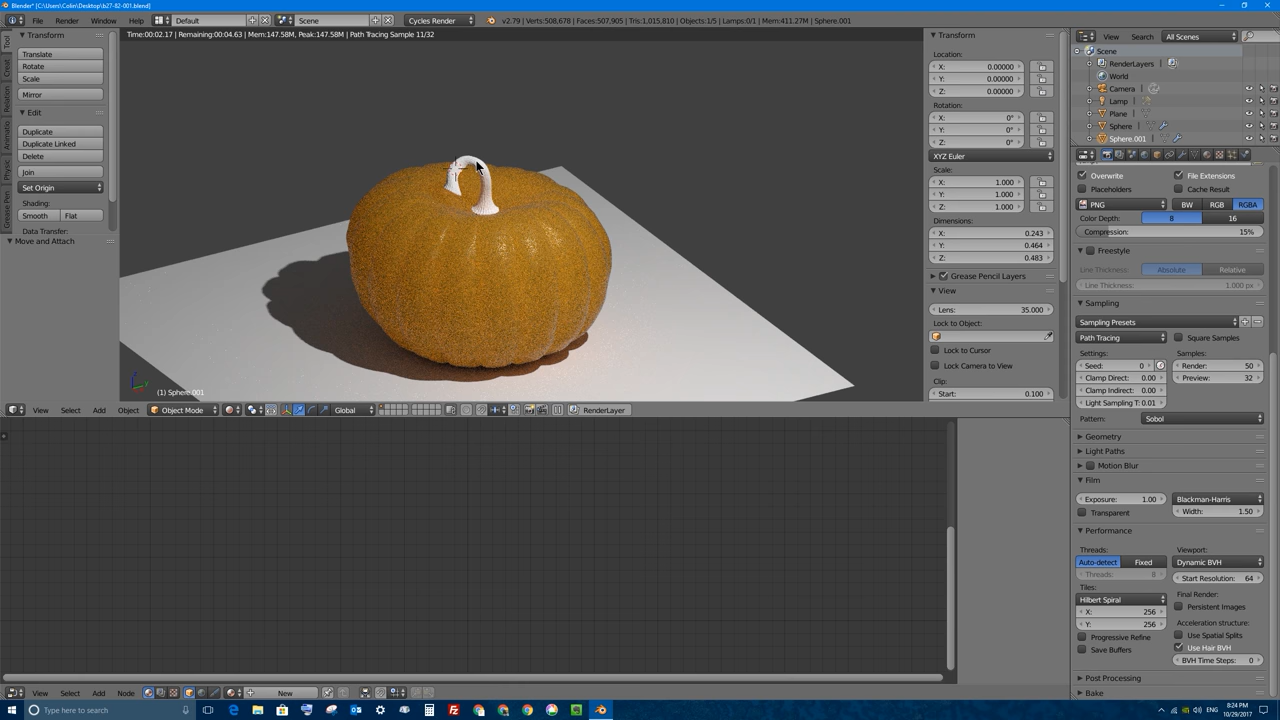 Blender* [C:\Users\Colin\Desktop\b27-82-001.blend]
File Render Window Help Default Scene Cycles Render v2.79 | Verts:508,678 | Faces:507,905 | Tris:1,015,810 | Objects:1/5 | Lamps:0/1 | Mem:411.27M | Sphere.001
View Search All Scenes
Time:00:02.17 | Remaining:00:04.63 | Mem:147.58M, Peak:147.58M | Path Tracing Sample 11/32
Transform
Translate
Rotate
Scale
Mirror
Edit
Duplicate
Duplicate Linked
Delete
Join
Set Origin
Shading:
Smooth Flat
Data Transfer:
Move and Attach
Tool
Creat
Relation
Animatio
Physic
Grease Pen
(1) Sphere.001
View Select Add Object Object Mode Global RenderLayer
Transform
Location:
X: 0.00000
Y: 0.00000
Z: 0.00000
Rotation:
X: 0°
Y: 0°
Z: 0°
XYZ Euler
Scale:
X: 1.000
Y: 1.000
Z: 1.000
Dimensions:
X: 0.243
Y: 0.464
Z: 0.483
Grease Pencil Layers
View
Lens: 35.000
Lock to Object:
Lock to Cursor
Lock Camera to View
Clip:
Start: 0.100
Scene
RenderLayers
World
Camera
Lamp
Plane
Sphere
Sphere.001
Overwrite File Extensions
Placeholders Cache Result
PNG BW RGB RGBA
Color Depth: 8 16
Compression: 15%
Freestyle
Line Thickness: Absolute Relative
Line Thickness: 1.000 px
Sampling
Sampling Presets
Path Tracing Square Samples
Settings: Samples:
Seed: 0 Render: 50
Clamp Direct: 0.00 Preview: 32
Clamp Indirect: 0.00
Light Sampling T: 0.01
Pattern: Sobol
Geometry
Light Paths
Motion Blur
Film
Exposure: 1.00 Blackman-Harris
Transparent Width: 1.50
Performance
Threads: Viewport:
Auto-detect Fixed Dynamic BVH
Threads: 8 Start Resolution: 64
Tiles: Final Render:
Hilbert Spiral Persistent Images
X: 256
Y: 256 Acceleration structure:
Progressive Refine Use Spatial Splits
Save Buffers Use Hair BVH
BVH Time Steps: 0
Post Processing
Bake
View Select Add Node New
Type here to search
ENG
8:24 PM
10/29/2017